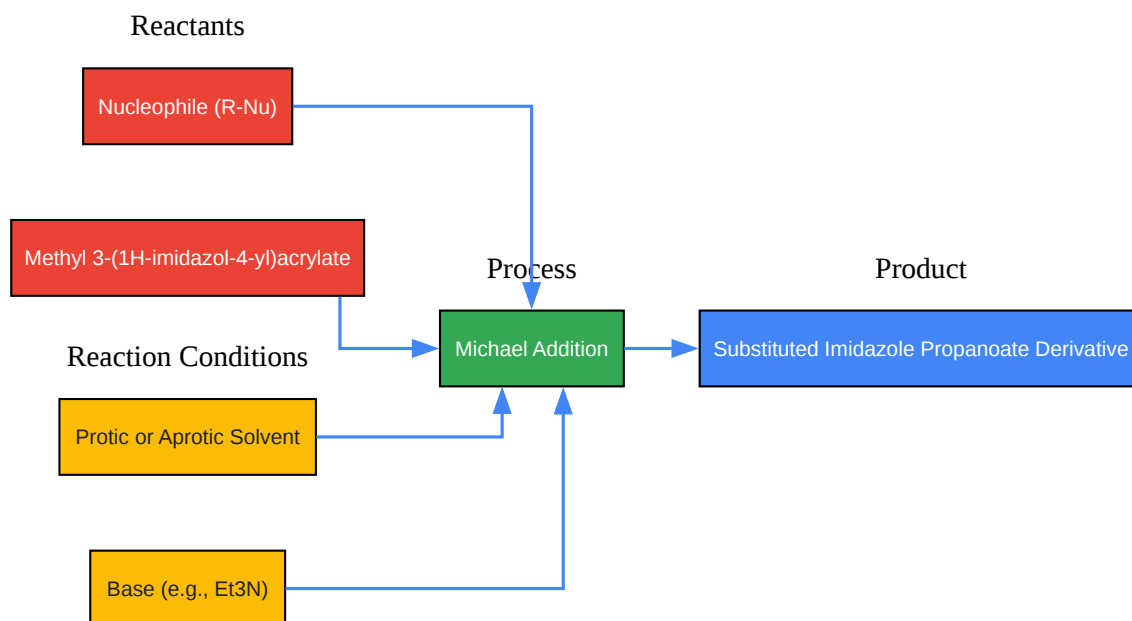 Reactants
Nucleophile (R-Nu)
Methyl 3-(1H-imidazol-4-yl)acrylate
Process
Product
Michael Addition
Substituted Imidazole Propanoate Derivative
Reaction Conditions
Protic or Aprotic Solvent
Base (e.g., Et3N)